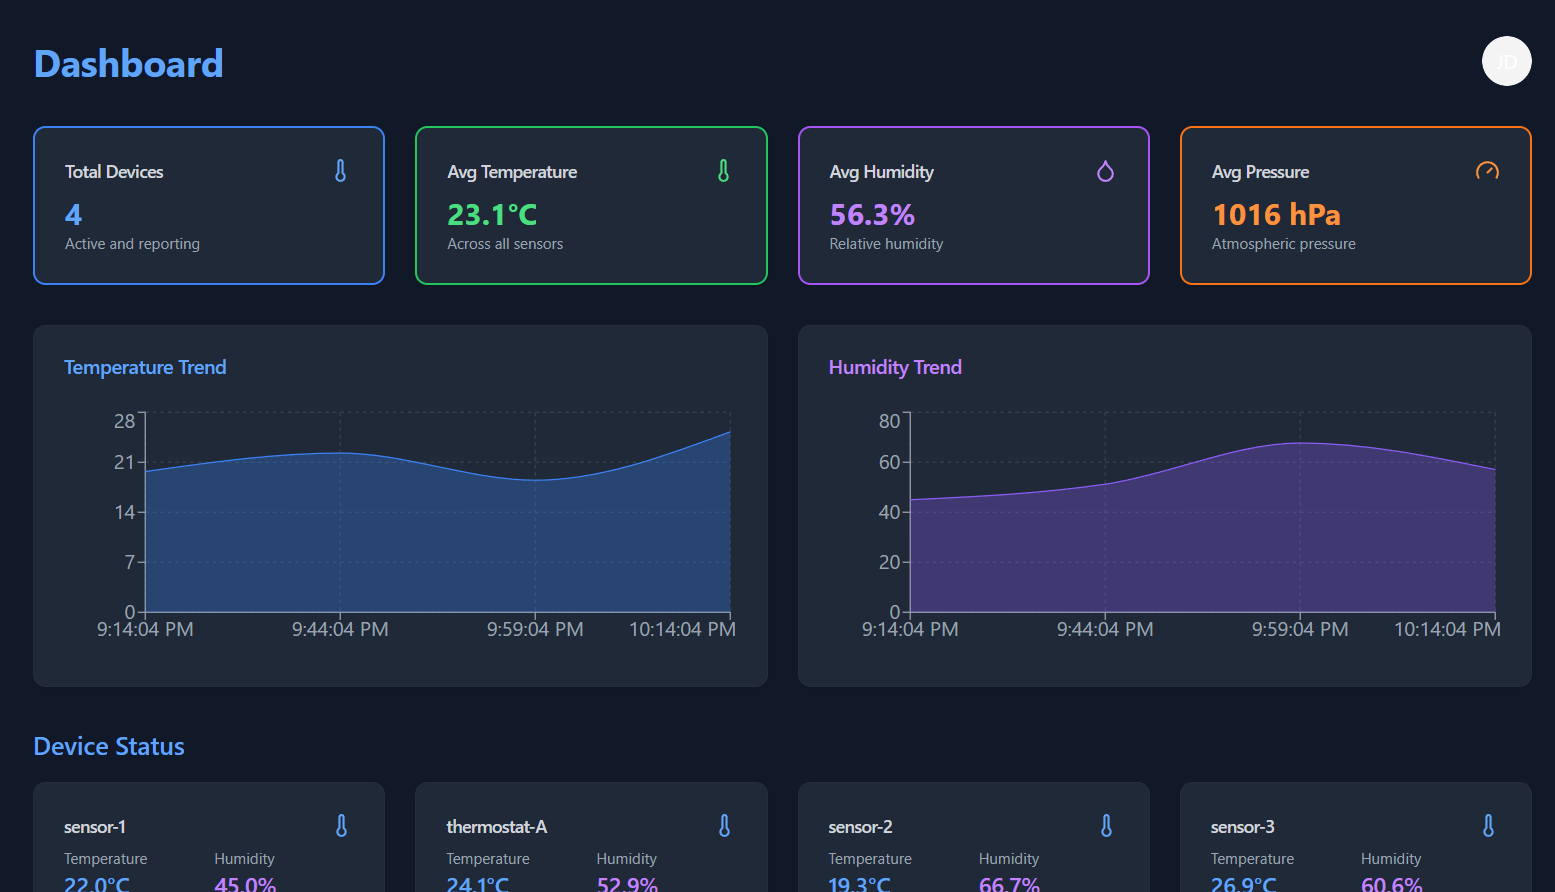 Dashboard
JD
Total Devices
4
Active and reporting
Avg Temperature
23.1°C
Across all sensors
Avg Humidity
56.3%
Relative humidity
Avg Pressure
1016 hPa
Atmospheric pressure
Temperature Trend
28
21
14
7
0
9:14:04 PM 9:44:04 PM 9:59:04 PM 10:14:04 PM
Humidity Trend
80
60
40
20
0
9:14:04 PM 9:44:04 PM 9:59:04 PM 10:14:04 PM
Device Status
sensor-1
Temperature Humidity
22.0°C 45.0%
thermostat-A
Temperature Humidity
24.1°C 52.9%
sensor-2
Temperature Humidity
19.3°C 66.7%
sensor-3
Temperature Humidity
26.9°C 60.6%